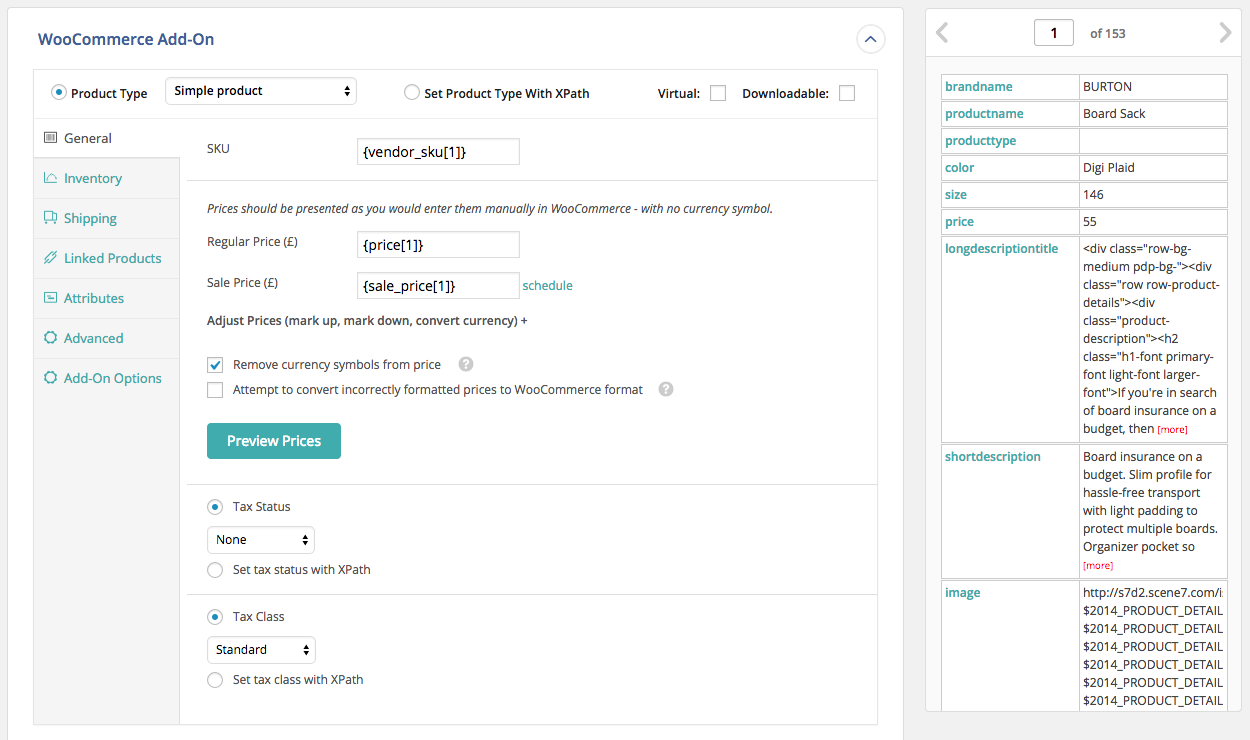 WooCommerce Add-On
Product Type
Simple product
Set Product Type With XPath
Virtual:
Downloadable:
General
Inventory
Shipping
Linked Products
Attributes
Advanced
Add-On Options
SKU
{vendor_sku[1]}
Prices should be presented as you would enter them manually in WooCommerce - with no currency symbol.
Regular Price (£)
{price[1]}
Sale Price (£)
{sale_price[1]}
schedule
Adjust Prices (mark up, mark down, convert currency) +
Remove currency symbols from price
?
Attempt to convert incorrectly formatted prices to WooCommerce format
?
Preview Prices
Tax Status
None
Set tax status with XPath
Tax Class
Standard
Set tax class with XPath
1
of 153
brandname
BURTON
productname
Board Sack
producttype
color
Digi Plaid
size
146
price
55
longdescriptiontitle
<div class="row-bg-
medium pdp-bg-"><div
class="row row-product-
details"><div
class="product-
description"><h2
class="h1-font primary-
font light-font larger-
font">If you're in search
of board insurance on a
budget, then [more]
shortdescription
Board insurance on a
budget. Slim profile for
hassle-free transport
with light padding to
protect multiple boards.
Organizer pocket so
[more]
image
http://s7d2.scene7.com/i
$2014_PRODUCT_DETAIL
$2014_PRODUCT_DETAIL
$2014_PRODUCT_DETAIL
$2014_PRODUCT_DETAIL
$2014_PRODUCT_DETAIL
$2014_PRODUCT_DETAIL